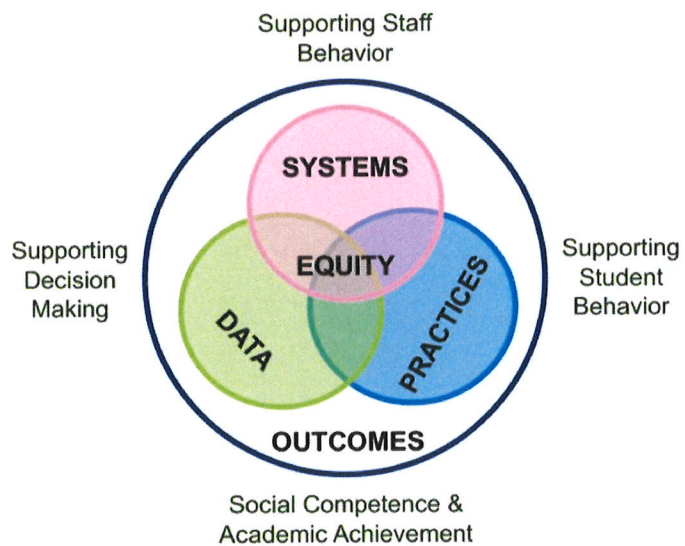 Supporting Staff
Behavior
SYSTEMS
Supporting
Decision
Making
EQUITY
Supporting
Student
Behavior
DATA
PRACTICES
OUTCOMES
Social Competence &
Academic Achievement